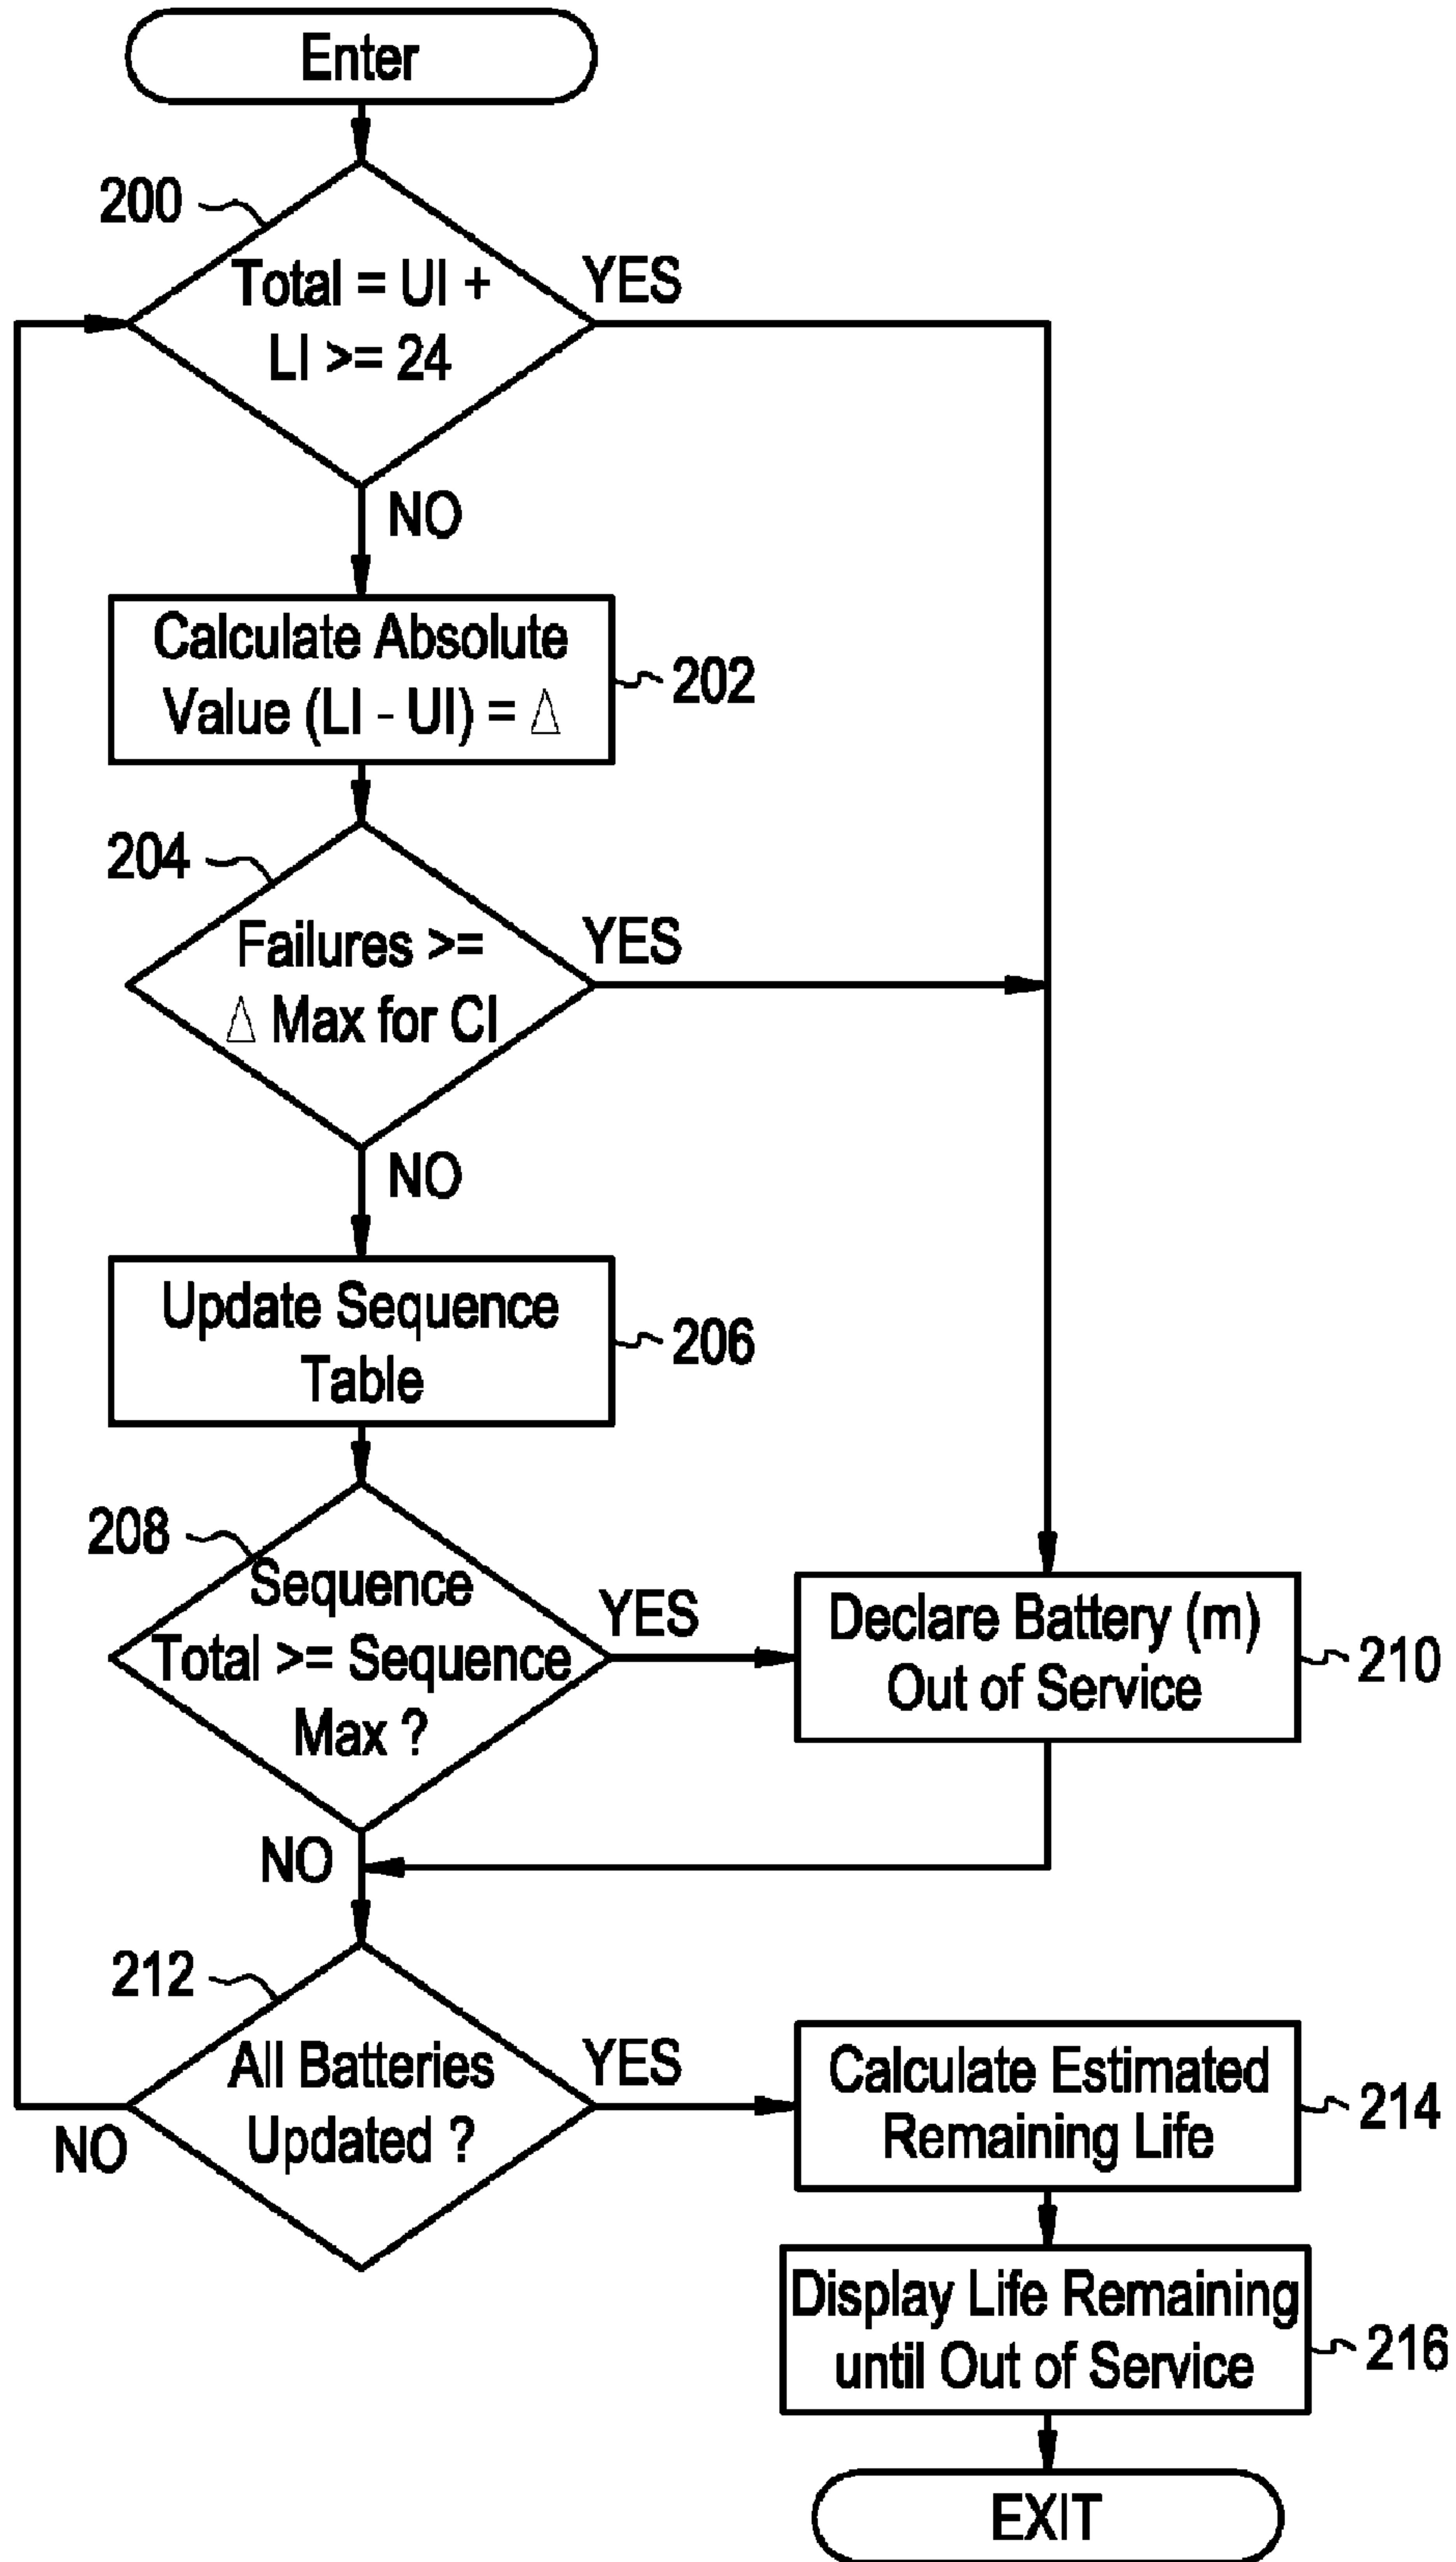 Enter
200
Total = UI +
LI >= 24
YES
NO
Calculate Absolute
Value (LI - UI) = Δ
202
204
Failures >=
Δ Max for CI
YES
NO
Update Sequence
Table
206
208
Sequence
Total >= Sequence
Max ?
YES
Declare Battery (m)
Out of Service
210
NO
212
All Batteries
Updated ?
YES
NO
Calculate Estimated
Remaining Life
214
Display Life Remaining
until Out of Service
216
EXIT